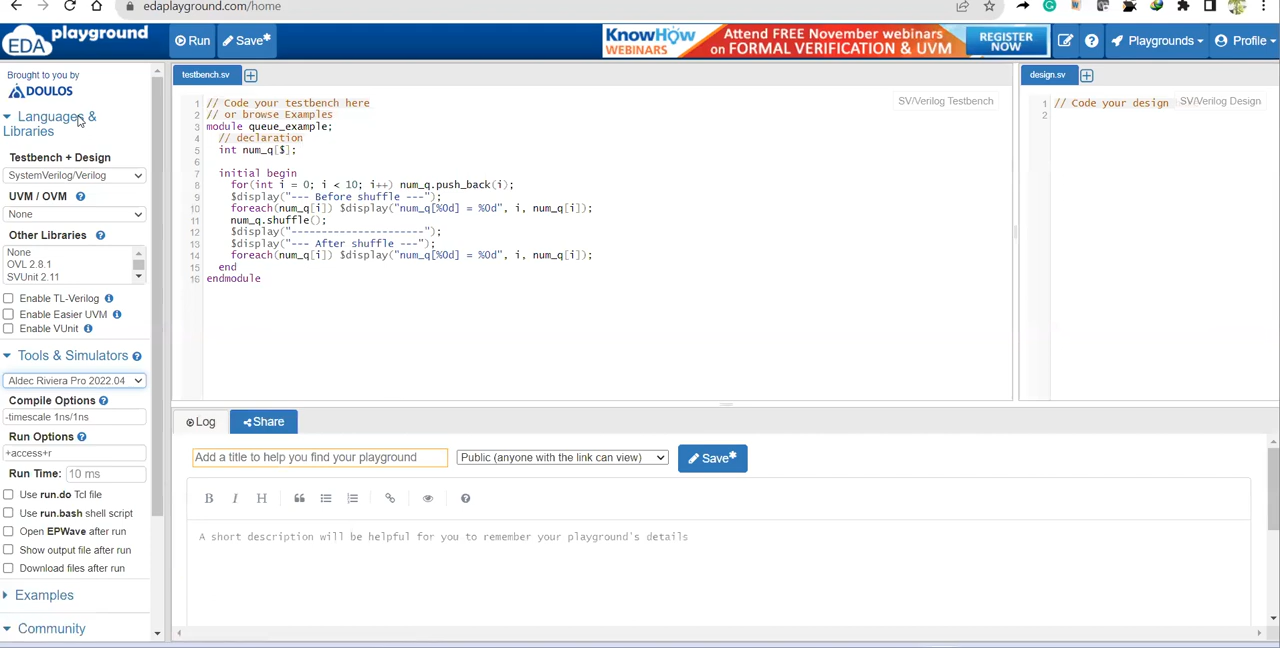 edaplayground.com/home
EDA playground
Run
Save*
KnowHow WEBINARS
Attend FREE November webinars
on FORMAL VERIFICATION & UVM
REGISTER NOW
Playgrounds
Profile
Brought to you by
DOULOS
Languages &
Libraries
Testbench + Design
SystemVerilog/Verilog
UVM / OVM
None
Other Libraries
None
OVL 2.8.1
SVUnit 2.11
Enable TL-Verilog
Enable Easier UVM
Enable VUnit
Tools & Simulators
Aldec Riviera Pro 2022.04
Compile Options
-timescale 1ns/1ns
Run Options
+access+r
Run Time: 10 ms
Use run.do Tcl file
Use run.bash shell script
Open EPWave after run
Show output file after run
Download files after run
Examples
Community
testbench.sv
SV/Verilog Testbench
1 // Code your testbench here
2 // or browse Examples
3 module queue_example;
4 // declaration
5 int num_q[$];
6
7 initial begin
8 for(int i = 0; i < 10; i++) num_q.push_back(i);
9 $display("--- Before shuffle ---");
10 foreach(num_q[i]) $display("num_q[%0d] = %0d", i, num_q[i]);
11 num_q.shuffle();
12 $display("----------------------");
13 $display("--- After shuffle ---");
14 foreach(num_q[i]) $display("num_q[%0d] = %0d", i, num_q[i]);
15 end
16 endmodule
design.sv
SV/Verilog Design
1 // Code your design
2
Log
Share
Add a title to help you find your playground
Public (anyone with the link can view)
Save*
B I H
A short description will be helpful for you to remember your playground's details